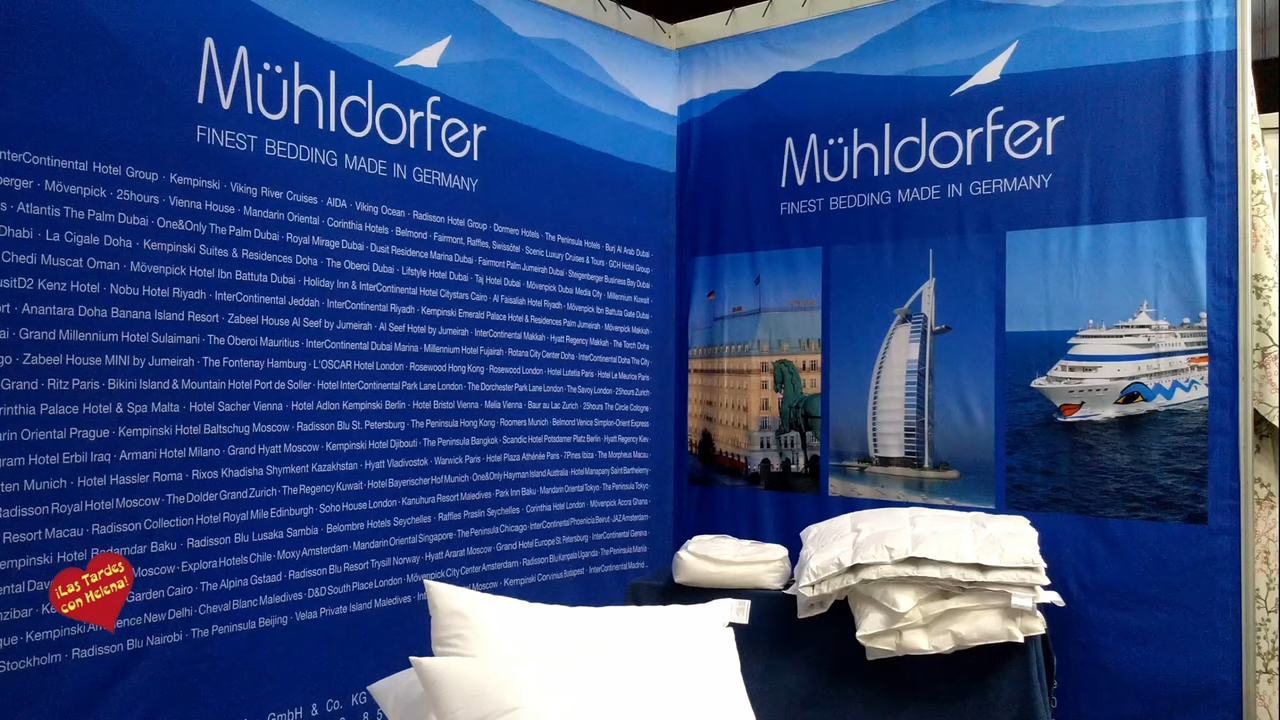 Mühldorfer
FINEST BEDDING MADE IN GERMANY
InterContinental Hotel Group · Kempinski · Viking River Cruises · AIDA · Viking Ocean · Radisson Hotel Group · Dormero Hotels · The Peninsula Hotels · Burj Al Arab Dubai
Mövenpick · 25hours · Vienna House · Mandarin Oriental · Corinthia Hotels · Belmond · Fairmont, Raffles, Swissôtel · Scenic Luxury Cruises & Tours · GCH Hotel Group ·
Atlantis The Palm Dubai · One&Only The Palm Dubai · Royal Mirage Dubai · Dusit Residence Marina Dubai · Fairmont Palm Jumeirah Dubai · Steigenberger Business Bay Dubai
Dhabi · La Cigale Doha · Kempinski Suites & Residences Doha · The Oberoi Dubai · Lifstyle Hotel Dubai · Taj Hotel Dubai · Mövenpick Dubai Media City · Millennium Kuwait
Chedi Muscat Oman · Mövenpick Hotel Ibn Battuta Dubai · Holiday Inn & InterContinental Hotel Citystars Cairo · Al Faisaliah Hotel Riyadh · Mövenpick Ibn Battuta Gate Dubai
DusitD2 Kenz Hotel · Nobu Hotel Riyadh · InterContinental Jeddah · InterContinental Riyadh · Kempinski Emerald Palace Hotel & Residences Palm Jumeirah · Mövenpick Makkah
· Anantara Doha Banana Island Resort · Zabeel House Al Seef by Jumeirah · Al Seef Hotel by Jumeirah · InterContinental Makkah · Hyatt Regency Makkah · The Torch Doha
· Grand Millennium Hotel Sulaimani · The Oberoi Mauritius · InterContinental Dubai Marina · Millennium Hotel Fujairah · Rotana City Center Doha · InterContinental Doha The City
· Zabeel House MINI by Jumeirah · The Fontenay Hamburg · L'OSCAR Hotel London · Rosewood Hong Kong · Rosewood London · Hotel Lutetia Paris · Hotel Le Meurice Paris
Grand · Ritz Paris · Bikini Island & Mountain Hotel Port de Soller · Hotel InterContinental Park Lane London · The Dorchester Park Lane London · The Savoy London · 25hours Zurich
Corinthia Palace Hotel & Spa Malta · Hotel Sacher Vienna · Hotel Adlon Kempinski Berlin · Hotel Bristol Vienna · Melia Vienna · Baur au Lac Zurich · 25hours The Circle Cologne
Oriental Prague · Kempinski Hotel Baltschug Moscow · Radisson Blu St. Petersburg · The Peninsula Hong Kong · Roomers Munich · Belmond Venice Simplon-Orient Express
Hotel Erbil Iraq · Armani Hotel Milano · Grand Hyatt Moscow · Kempinski Hotel Djibouti · The Peninsula Bangkok · Scandic Hotel Potsdamer Platz Berlin · Hyatt Regency Kiev
Munich · Hotel Hassler Roma · Rixos Khadisha Shymkent Kazakhstan · Hyatt Vladivostok · Warwick Paris · Hotel Plaza Athénée Paris · 7Pines Ibiza · The Morpheus Macau
Radisson Royal Hotel Moscow · The Dolder Grand Zurich · The Regency Kuwait · Hotel Bayerischer Hof Munich · One&Only Hayman Island Australia · Hotel Manapany Saint Barthelemy
Resort Macau · Radisson Collection Hotel Royal Mile Edinburgh · Soho House London · Kanuhura Resort Maledives · Park Inn Baku · Mandarin Oriental Tokyo · The Peninsula Tokyo
Kempinski Hotel Badamdar Baku · Radisson Blu Lusaka Sambia · Belombre Hotels Seychelles · Raffles Praslin Seychelles · Corinthia Hotel London · Mövenpick Accra Ghana
Moscow · Explora Hotels Chile · Moxy Amsterdam · Mandarin Oriental Singapore · The Peninsula Chicago · InterContinental Phoenicia Beirut · JAZ Amsterdam
Garden Cairo · The Alpina Gstaad · Radisson Blu Resort Trysill Norway · Hyatt Ararat Moscow · Grand Hotel Europe St Petersburg · InterContinental Geneva
Kempinski Ambience New Delhi · Cheval Blanc Maledives · D&D South Place London · Mövenpick City Center Amsterdam · Radisson Blu Kampala Uganda · The Peninsula Manila
Stockholm · Radisson Blu Nairobi · The Peninsula Beijing · Velaa Private Island Maledives · Moscow · Kempinski Corvinus Budapest · InterContinental Madrid...
GmbH & Co. KG
8 5
Mühldorfer
FINEST BEDDING MADE IN GERMANY
¡Las Tardes
con Helena!